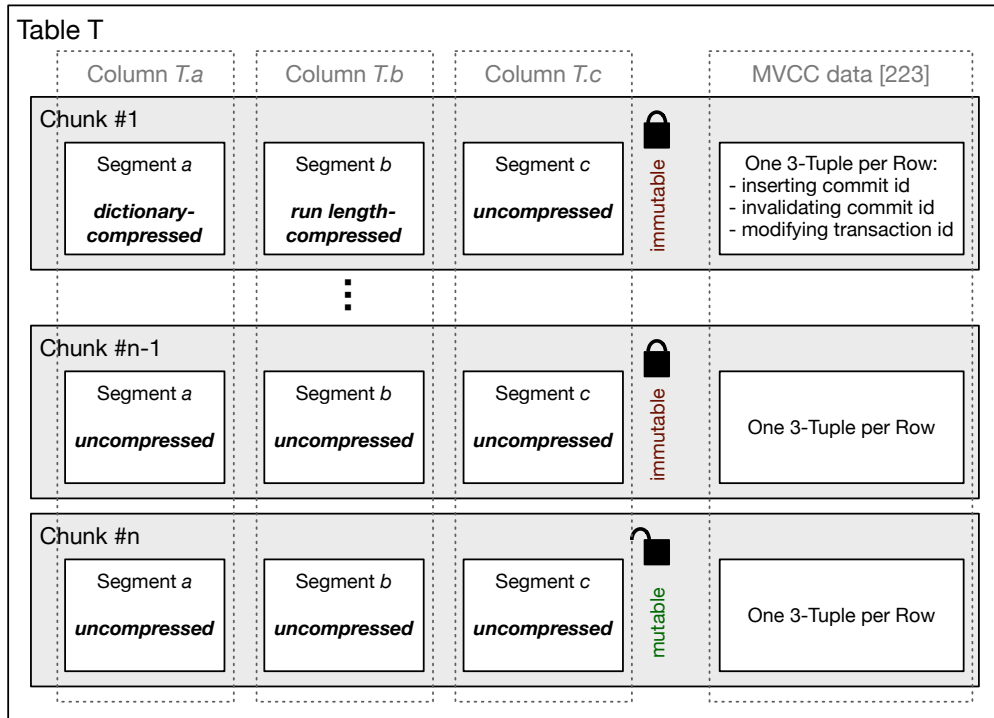 Table T
Column T.a
Column T.b
Column T.c
MVCC data [223]
Chunk #1
Segment a
dictionary-
compressed
Segment b
run length-
compressed
Segment c
uncompressed
immutable
One 3-Tuple per Row:
- inserting commit id
- invalidating commit id
- modifying transaction id
Chunk #n-1
Segment a
uncompressed
Segment b
uncompressed
Segment c
uncompressed
immutable
One 3-Tuple per Row
Chunk #n
Segment a
uncompressed
Segment b
uncompressed
Segment c
uncompressed
mutable
One 3-Tuple per Row